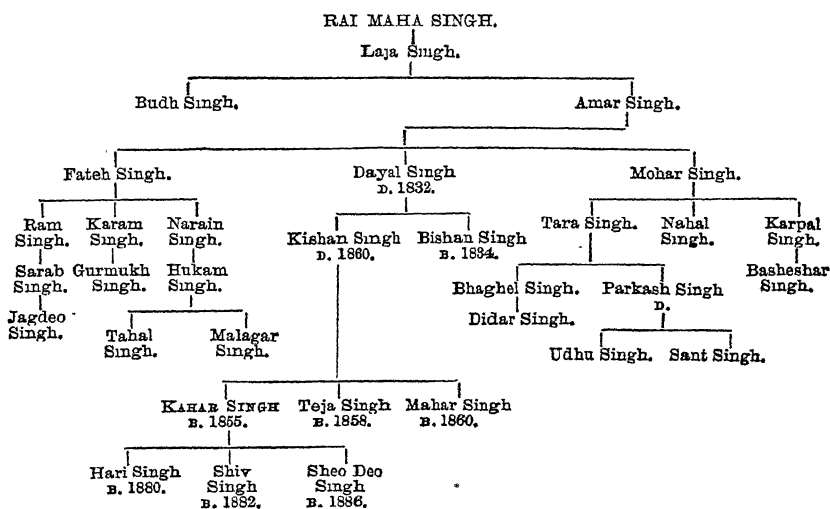 RAI MAHA SINGH.
Laja Singh.
Budh Singh. Amar Singh.
Fateh Singh. Dayal Singh Mohar Singh.
D. 1832.
Ram Karam Narain Tara Singh. Nahal Karpal
Singh. Singh. Singh. Kishan Singh Bishan Singh Singh. Singh.
D. 1860. B. 1834.
Sarab Gurmukh Hukam Basheshar
Singh. Singh. Singh. Bhaghel Singh. Parkash Singh Singh.
D.
Jagdeo Didar Singh.
Singh. Tahal Malagar
Singh. Singh. Udhu Singh. Sant Singh.
KAHAR SINGH Teja Singh Mahar Singh
B. 1855. B. 1858. B. 1860.
Hari Singh Shiv Sheo Deo
B. 1880. Singh Singh
B. 1882. B. 1886.